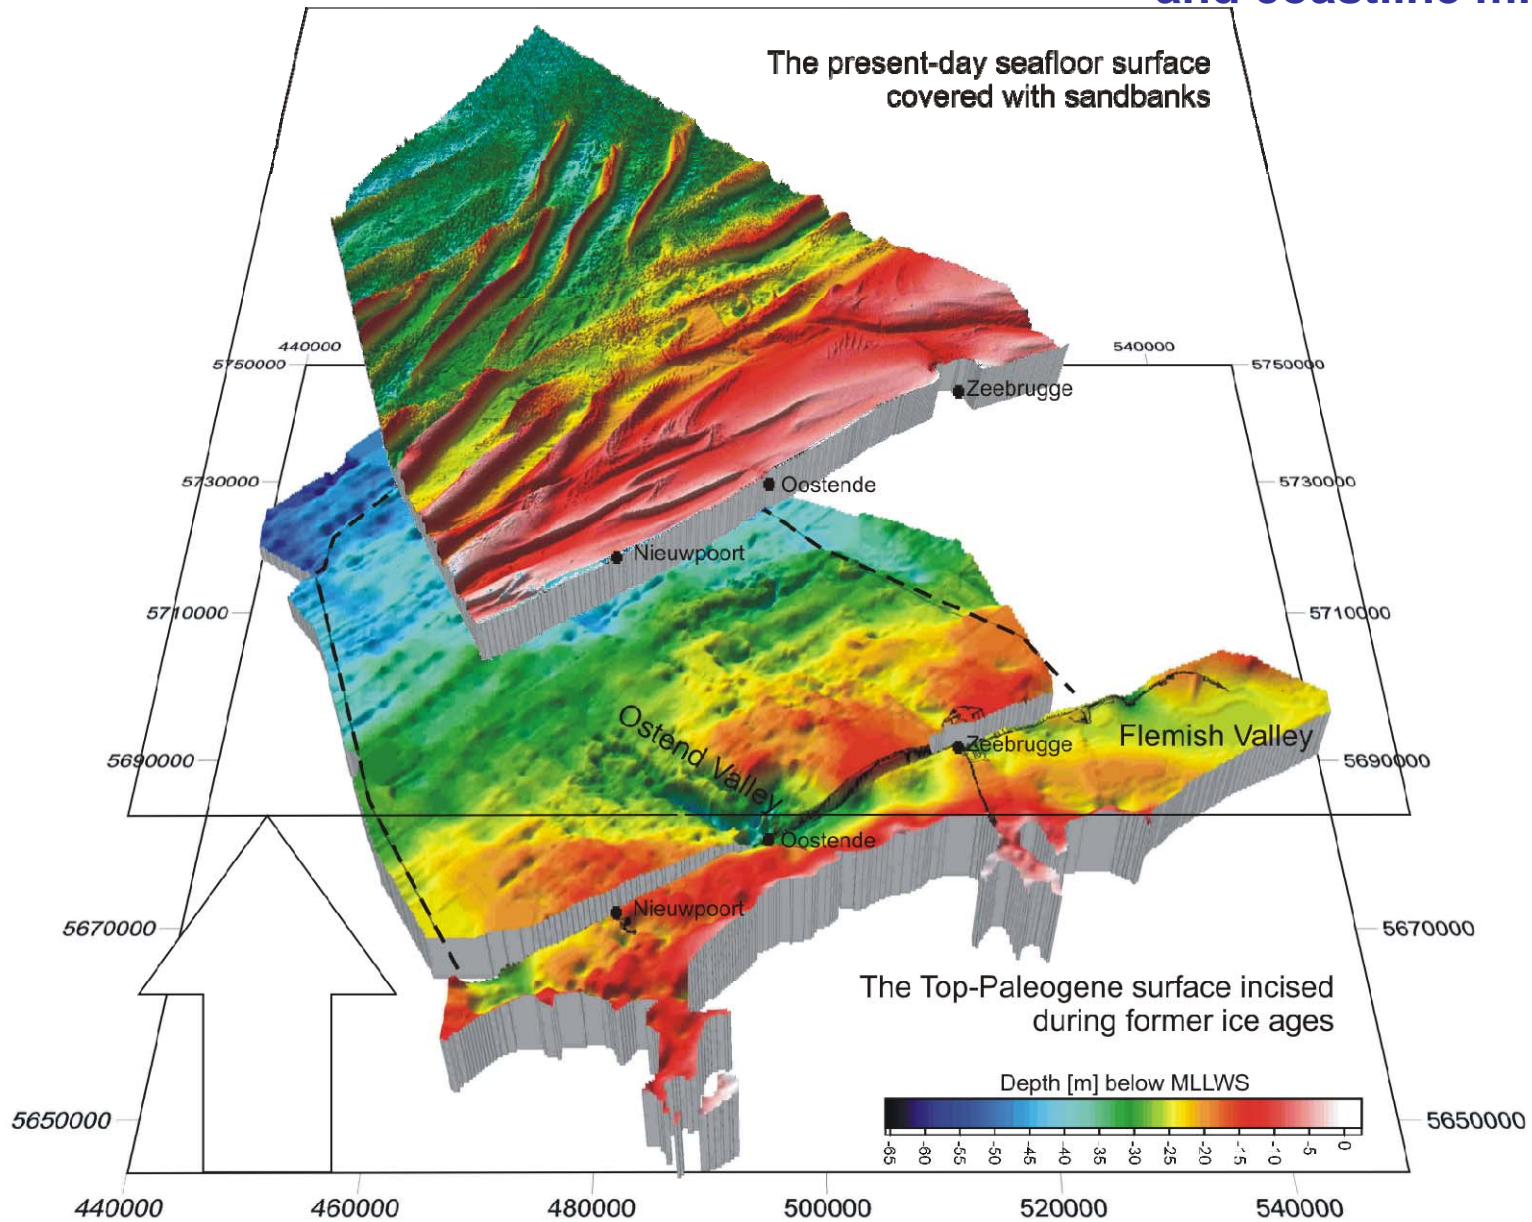 The present-day seafloor surface
covered with sandbanks
440000
540000
5750000
5750000
Zeebrugge
5730000
Oostende
5730000
Nieuwpoort
5710000
5710000
Ostend Valley
Flemish Valley
Zeebrugge
5690000
5690000
Oostende
Nieuwpoort
5670000
5670000
The Top-Paleogene surface incised
during former ice ages
Depth [m] below MLLWS
-65 -60 -55 -50 -45 -40 -35 -30 -25 -20 -15 -10 -5 0
5650000
5650000
440000 460000 480000 500000 520000 540000